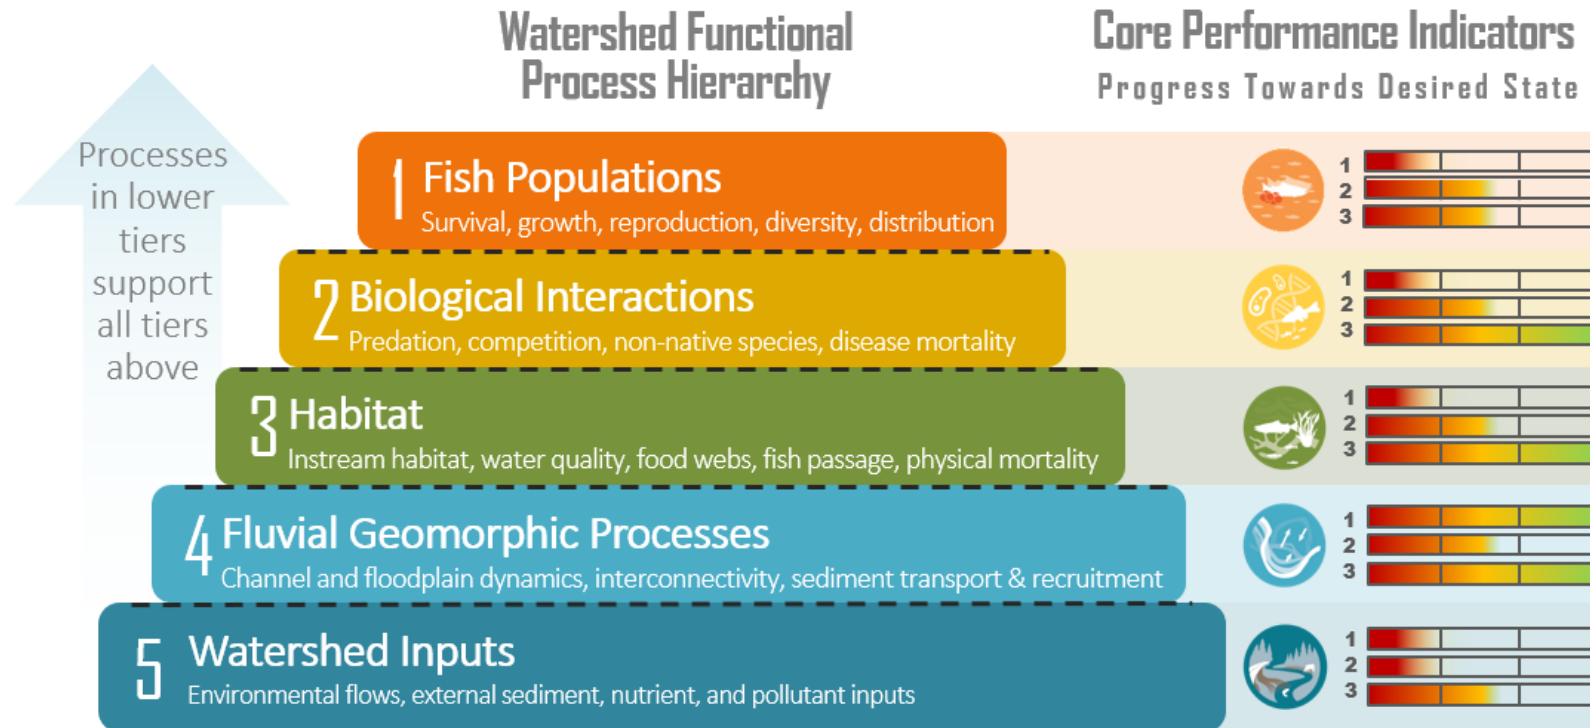 Watershed Functional
Process Hierarchy
Core Performance Indicators
Progress Towards Desired State
Processes
in lower
tiers
support
all tiers
above
1 Fish Populations
Survival, growth, reproduction, diversity, distribution
1
2
3
2 Biological Interactions
Predation, competition, non-native species, disease mortality
1
2
3
3 Habitat
Instream habitat, water quality, food webs, fish passage, physical mortality
1
2
3
4 Fluvial Geomorphic Processes
Channel and floodplain dynamics, interconnectivity, sediment transport & recruitment
1
2
3
5 Watershed Inputs
Environmental flows, external sediment, nutrient, and pollutant inputs
1
2
3